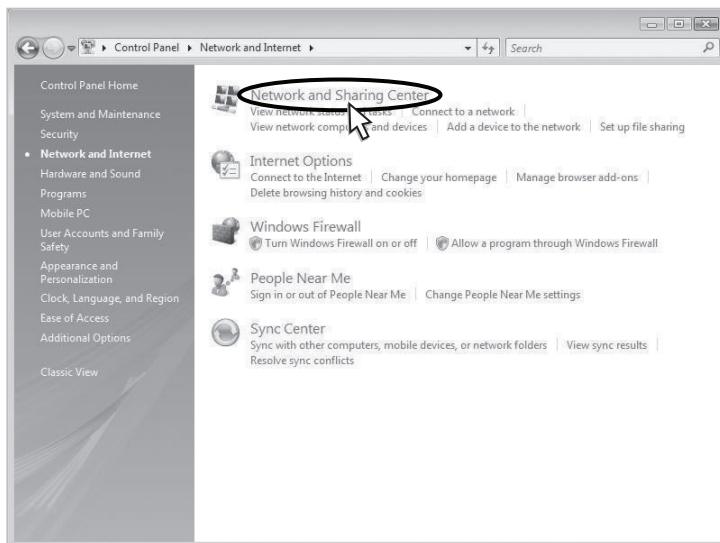 Control Panel Network and Internet Search
Control Panel Home
System and Maintenance
Security
Network and Internet
Hardware and Sound
Programs
Mobile PC
User Accounts and Family
Safety
Appearance and
Personalization
Clock, Language, and Region
Ease of Access
Additional Options
Classic View
Network and Sharing Center
View network status tasks Connect to a network
View network and devices Add a device to the network Set up file sharing
Internet Options
Connect to the Internet Change your homepage Manage browser add-ons
Delete browsing history and cookies
Windows Firewall
Turn Windows Firewall on or off Allow a program through Windows Firewall
People Near Me
Sign in or out of People Near Me Change People Near Me settings
Sync Center
Sync with other computers, mobile devices, or network folders View sync results
Resolve sync conflicts